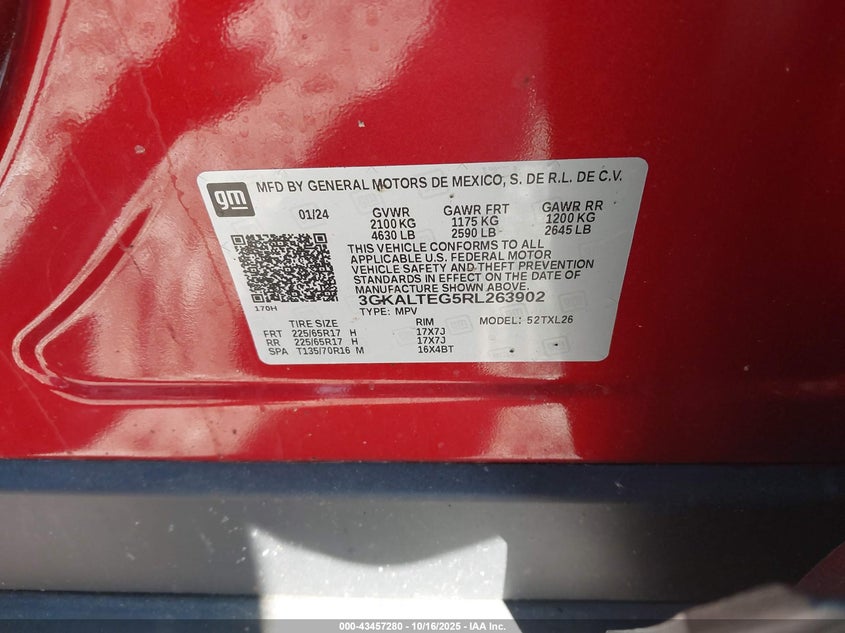 gm
MFD BY GENERAL MOTORS DE MEXICO, S. DE R.L. DE C.V.
01/24 GVWR GAWR FRT GAWR RR
2100 KG 1175 KG 1200 KG
4630 LB 2590 LB 2645 LB
THIS VEHICLE CONFORMS TO ALL
APPLICABLE U.S. FEDERAL MOTOR
VEHICLE SAFETY AND THEFT PREVENTION
STANDARDS IN EFFECT ON THE DATE OF
MANUFACTURE SHOWN ABOVE.
170H
3GKALTEG5RL263902
TYPE: MPV MODEL: 52TXL26
TIRE SIZE RIM
FRT 225/65R17 H 17X7J
RR 225/65R17 H 17X7J
SPA T135/70R16 M 16X4BT
000-43457280 - 10/16/2025 - IAA Inc.